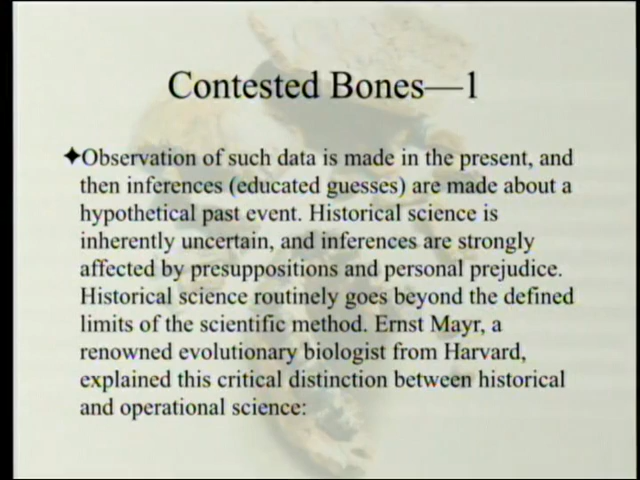 Contested Bones—1
✦Observation of such data is made in the present, and
then inferences (educated guesses) are made about a
hypothetical past event. Historical science is
inherently uncertain, and inferences are strongly
affected by presuppositions and personal prejudice.
Historical science routinely goes beyond the defined
limits of the scientific method. Ernst Mayr, a
renowned evolutionary biologist from Harvard,
explained this critical distinction between historical
and operational science: